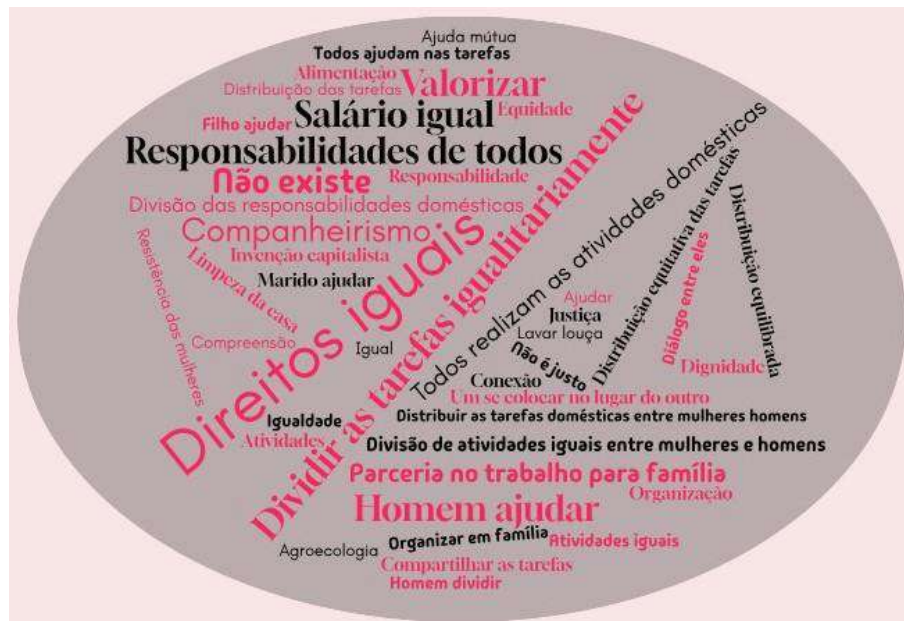 Ajuda mútua
Todos ajudam nas tarefas
Alimentação
Valorizar
Distribuição das tarefas
Salário igual
Equidade
Filho ajudar
Responsabilidades de todos
Não existe
Responsabilidade
Divisão das responsabilidades domésticas
Companheirismo
Invenção capitalista
Limpeza da casa
Marido ajudar
Resistência das mulheres
Compreensão
Igual
Direitos iguais
Dividir as tarefas igualitariamente
Todos realizam as atividades domésticas
Distribuição equitativa das tarefas
Diálogo entre eles
Distribuição equilibrada
Ajudar
Justiça
Lavar louça
Não é justo
Conexão
Dignidade
Um se colocar no lugar do outro
Igualdade
Distribuir as tarefas domésticas entre mulheres homens
Atividades
Divisão de atividades iguais entre mulheres e homens
Parceria no trabalho para família
Organização
Homem ajudar
Agroecologia
Organizar em família
Atividades iguais
Compartilhar as tarefas
Homem dividir